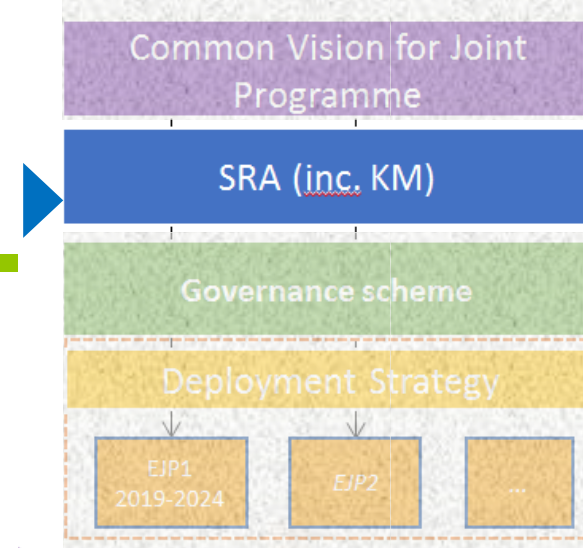 Common Vision for Joint
Programme
SRA (inc. KM)
Governance scheme
Deployment Strategy
EJP1
2019-2024
EJP2
...